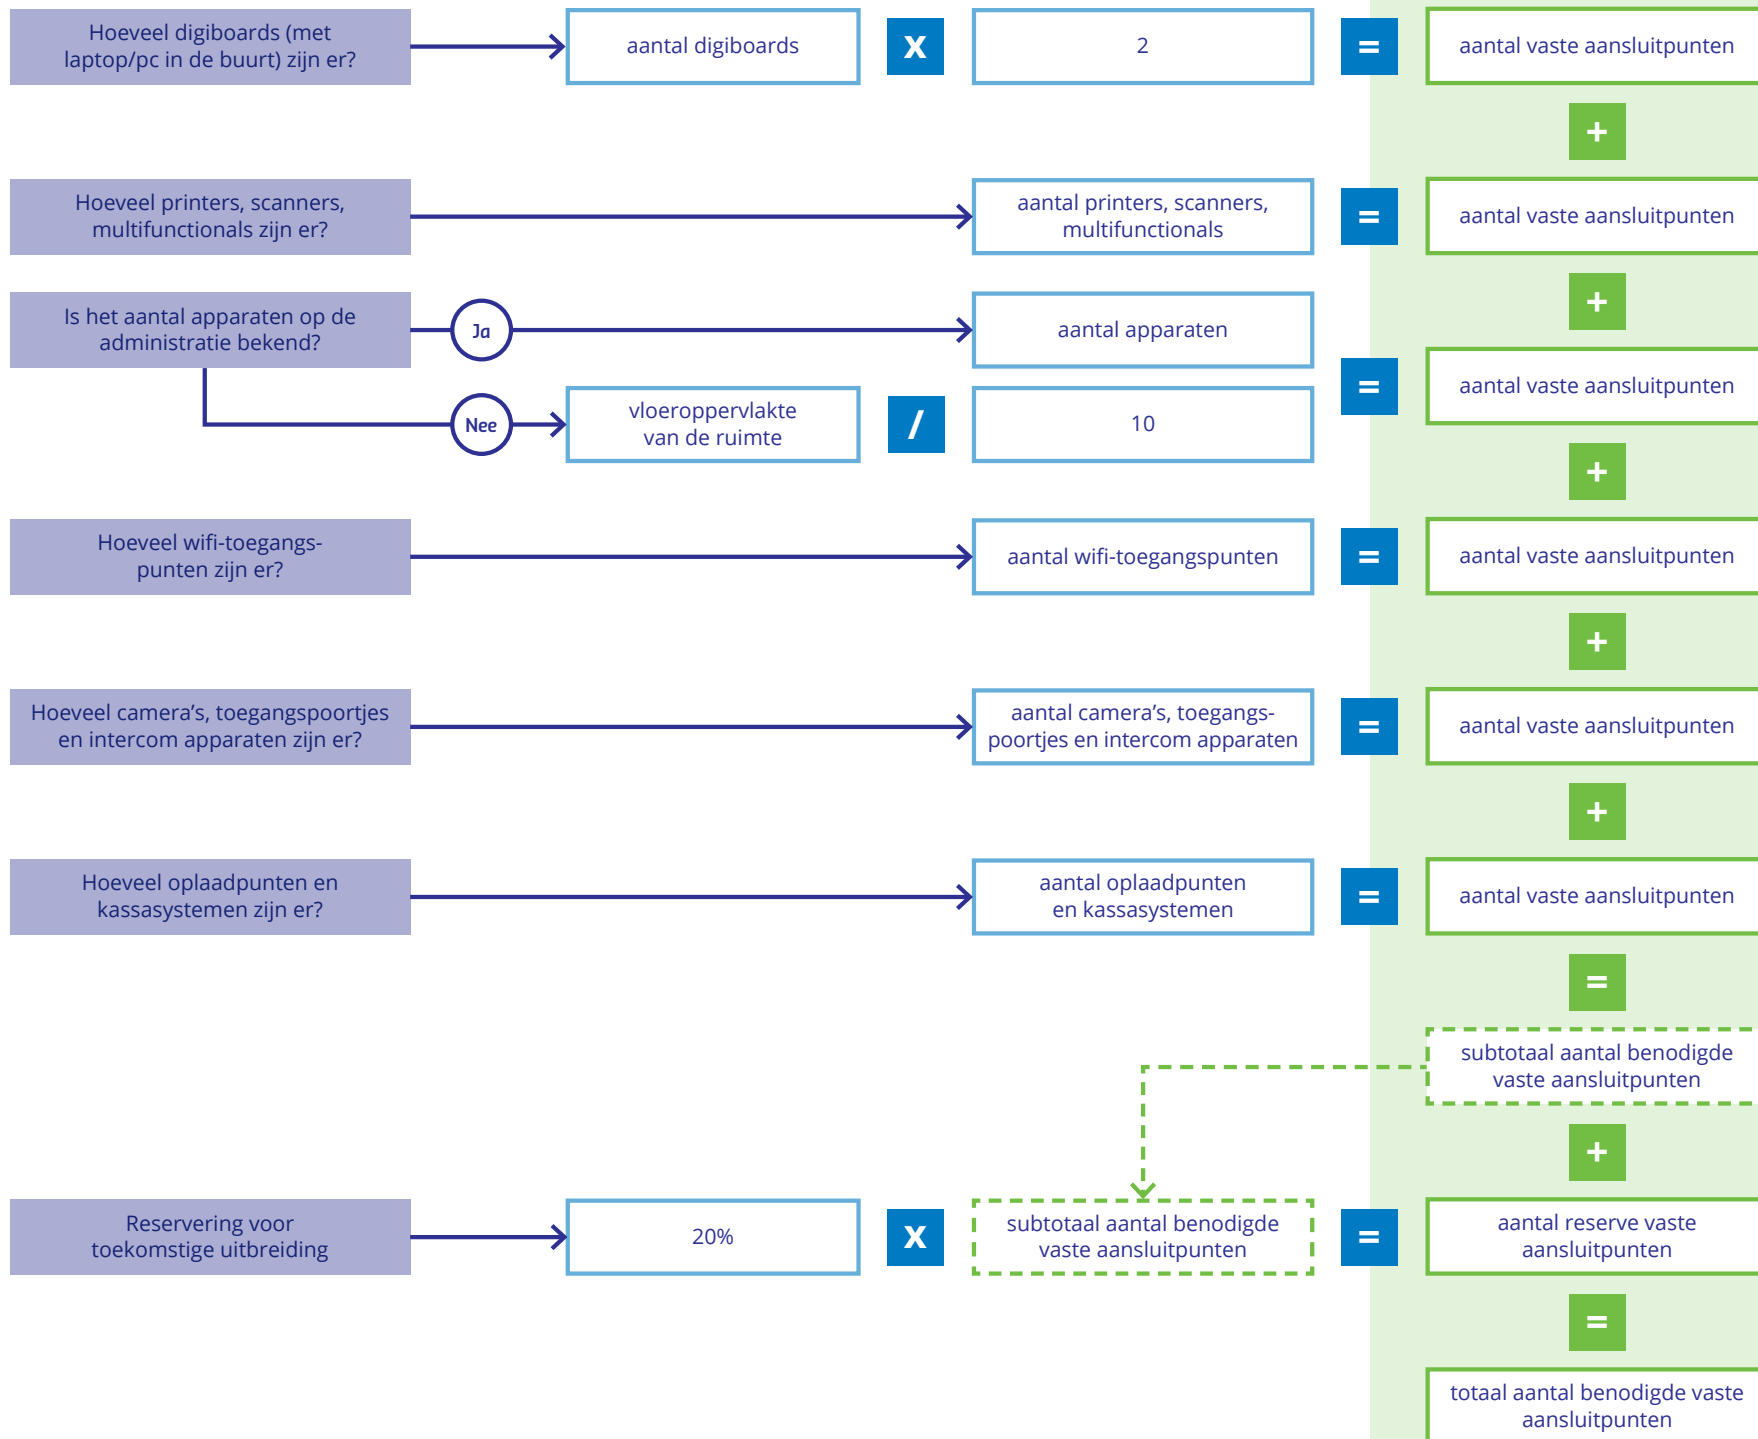 Hoeveel digiboards (met
laptop/pc in de buurt) zijn er?
aantal digiboards
x
2
=
aantal vaste aansluitpunten
+
Hoeveel printers, scanners,
multifunctionals zijn er?
aantal printers, scanners,
multifunctionals
=
aantal vaste aansluitpunten
+
Is het aantal apparaten op de
administratie bekend?
Ja
aantal apparaten
Nee
vloeroppervlakte
van de ruimte
/
10
=
aantal vaste aansluitpunten
+
Hoeveel wifi-toegangs-
punten zijn er?
aantal wifi-toegangspunten
=
aantal vaste aansluitpunten
+
Hoeveel camera's, toegangspoortjes
en intercom apparaten zijn er?
aantal camera's, toegangs-
poortjes en intercom apparaten
=
aantal vaste aansluitpunten
+
Hoeveel oplaadpunten en
kassasystemen zijn er?
aantal oplaadpunten
en kassasystemen
=
aantal vaste aansluitpunten
=
subtotaal aantal benodigde
vaste aansluitpunten
+
Reservering voor
toekomstige uitbreiding
20%
x
subtotaal aantal benodigde
vaste aansluitpunten
=
aantal reserve vaste
aansluitpunten
=
totaal aantal benodigde vaste
aansluitpunten